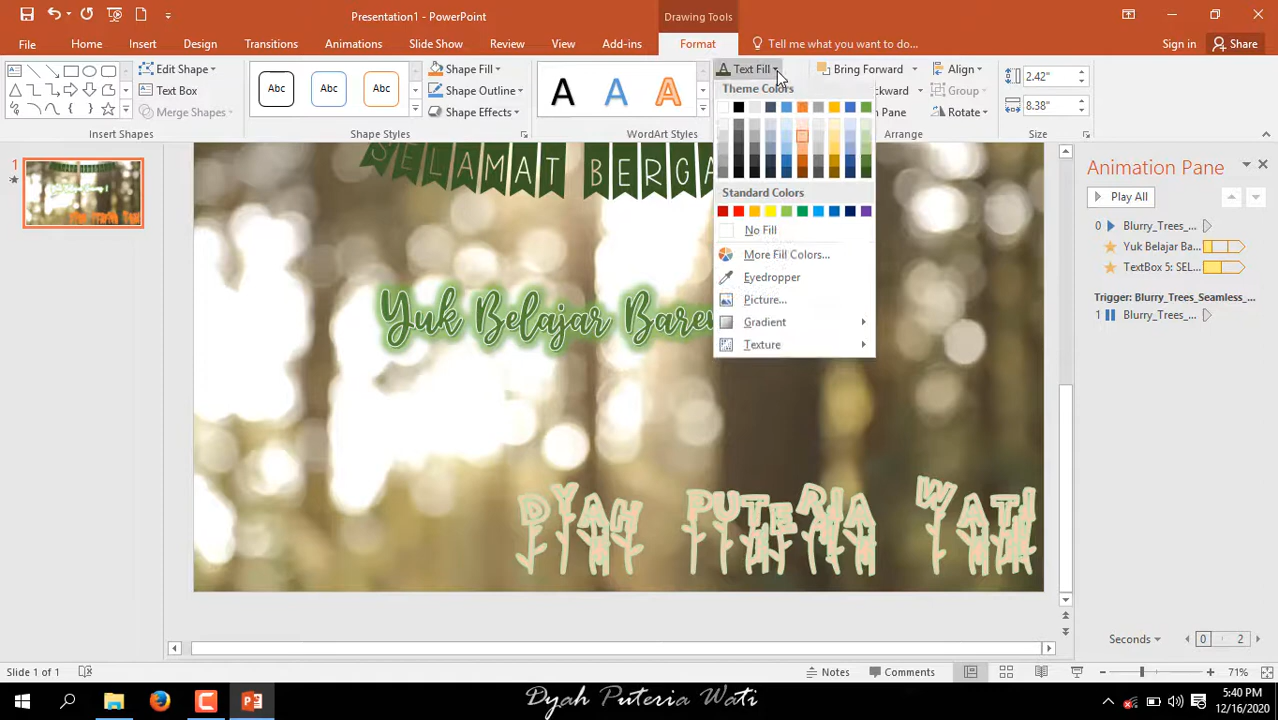 Presentation1 - PowerPoint
Drawing Tools
File
Home
Insert
Design
Transitions
Animations
Slide Show
Review
View
Add-ins
Format
Tell me what you want to do...
Sign in
Share
Edit Shape
Text Box
Merge Shapes
Insert Shapes
Abc
Abc
Abc
Shape Fill
Shape Outline
Shape Effects
Shape Styles
A
A
A
WordArt Styles
Text Fill
Bring Forward
Align
Group
Rotate
Arrange
2.42"
8.38"
Size
Theme Colors
Standard Colors
No Fill
More Fill Colors...
Eyedropper
Picture...
Gradient
Texture
1
SELAMAT BERGA
Yuk Belajar
DYAH PUTERIA WATI
Animation Pane
Play All
0 Blurry_Trees_...
Yuk Belajar Ba...
TextBox 5: SEL...
Trigger: Blurry_Trees_Seamless_...
1 Blurry_Trees_...
Seconds
0
2
Slide 1 of 1
Notes
Comments
71%
Dyah Puteria Wati
5:40 PM
12/16/2020